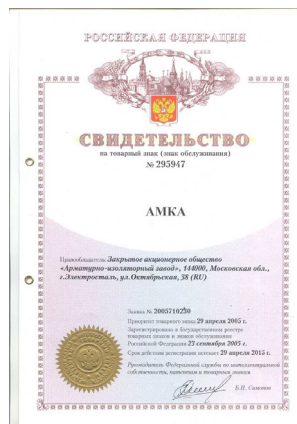 РОССИЙСКАЯ ФЕДЕРАЦИЯ
СВИДЕТЕЛЬСТВО
на товарный знак (знак обслуживания)
№ 295947
АМКА
Правообладатель: Закрытое акционерное общество
«Арматурно-изоляторный завод», 144000, Московская обл.,
г.Электросталь, ул.Октябрьская, 38 (RU)
Заявка № 2005710230
Приоритет товарного знака 29 апреля 2005 г.
Зарегистрировано в Государственном реестре
товарных знаков и знаков обслуживания
Российской Федерации 23 сентября 2005 г.
Срок действия регистрации истекает 29 апреля 2015 г.
Руководитель Федеральной службы по интеллектуальной
собственности, патентам и товарным знакам
Б.П. Симонов